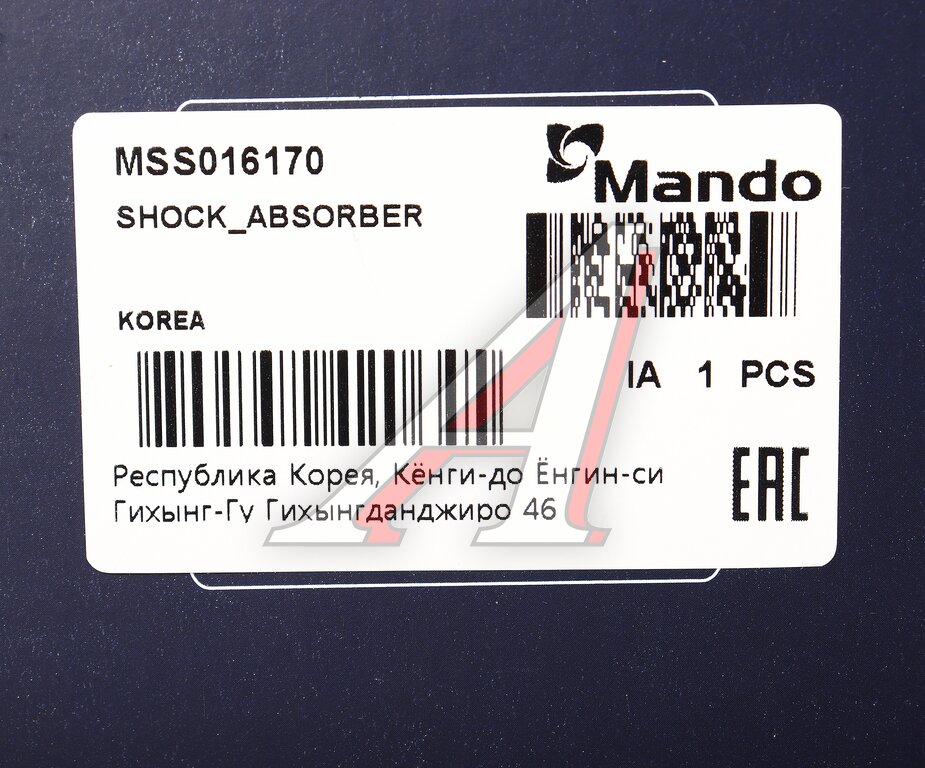 MSS016170
Mando
SHOCK_ABSORBER
KOREA
IA 1 PCS
Республика Корея, Кёнги-до Ёнгин-си
Гихынг-Гу Гихынгданджиро 46
EAC